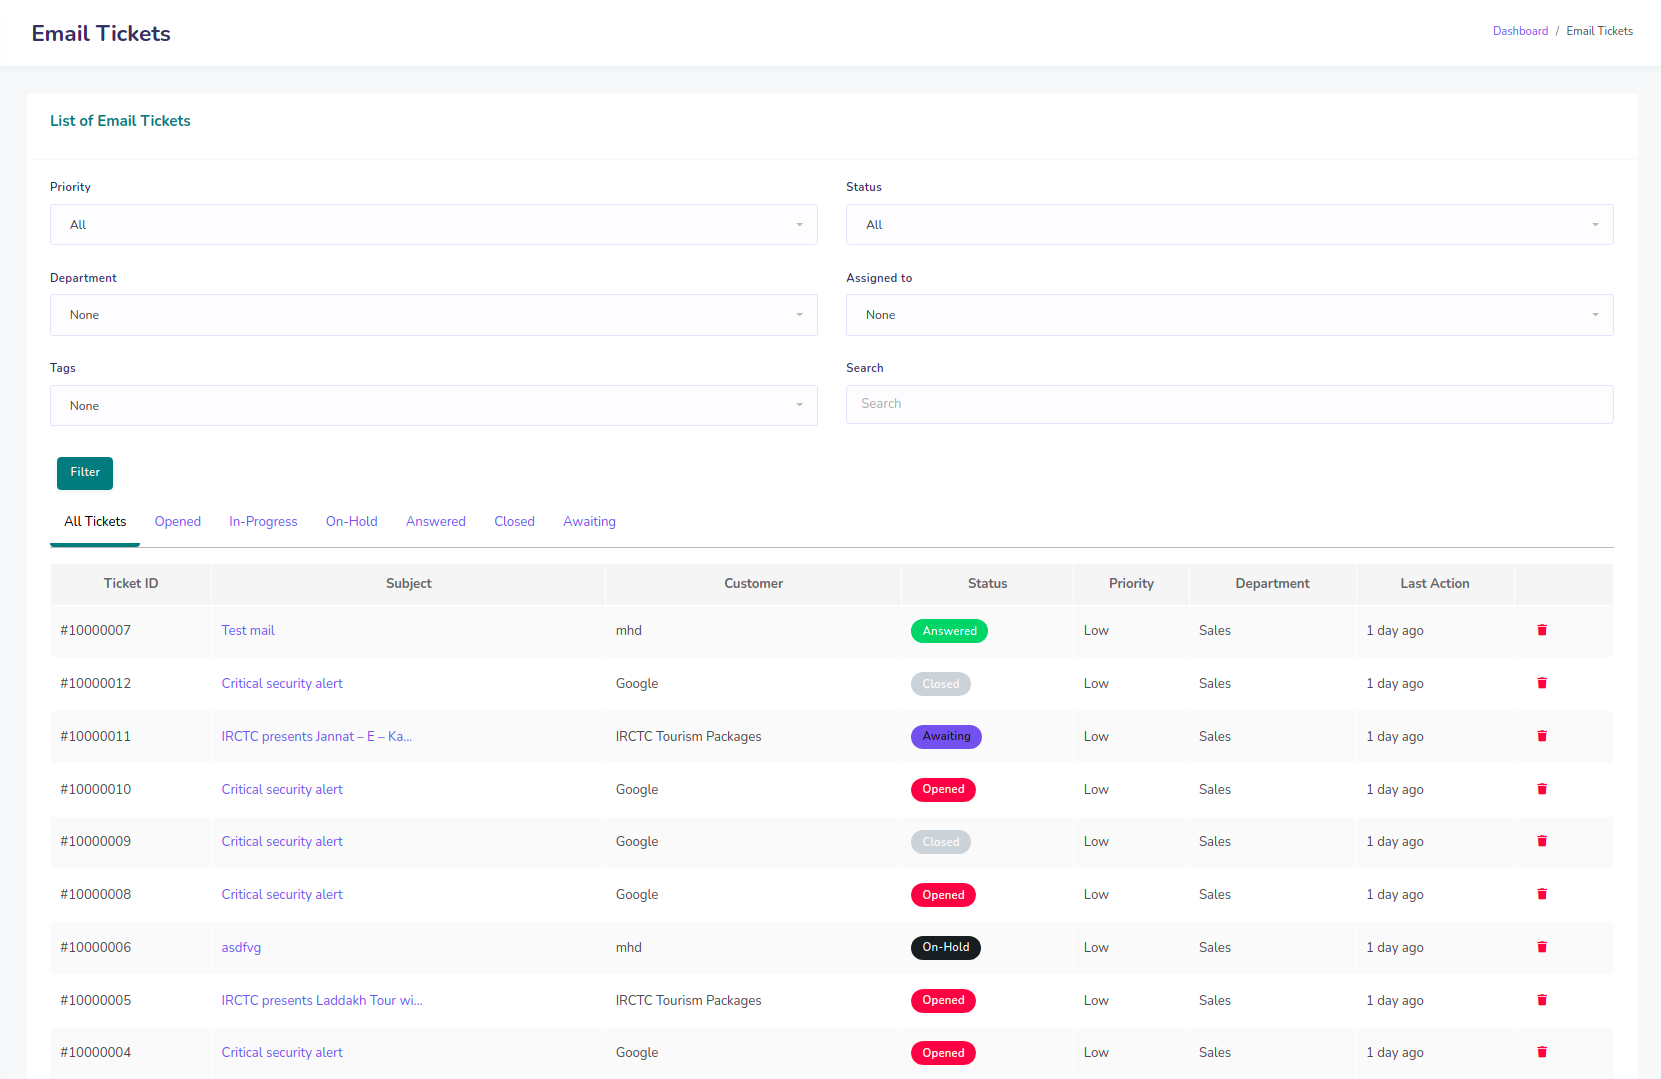 Email Tickets
Dashboard / Email Tickets
List of Email Tickets
Priority
Status
All
All
Department
Assigned to
None
None
Tags
Search
None
Search
Filter
All Tickets Opened In-Progress On-Hold Answered Closed Awaiting
Ticket ID Subject Customer Status Priority Department Last Action
#10000007 Test mail mhd Answered Low Sales 1 day ago
#10000012 Critical security alert Google Closed Low Sales 1 day ago
#10000011 IRCTC presents Jannat – E – Ka... IRCTC Tourism Packages Awaiting Low Sales 1 day ago
#10000010 Critical security alert Google Opened Low Sales 1 day ago
#10000009 Critical security alert Google Closed Low Sales 1 day ago
#10000008 Critical security alert Google Opened Low Sales 1 day ago
#10000006 asdfvg mhd On-Hold Low Sales 1 day ago
#10000005 IRCTC presents Laddakh Tour wi... IRCTC Tourism Packages Opened Low Sales 1 day ago
#10000004 Critical security alert Google Opened Low Sales 1 day ago